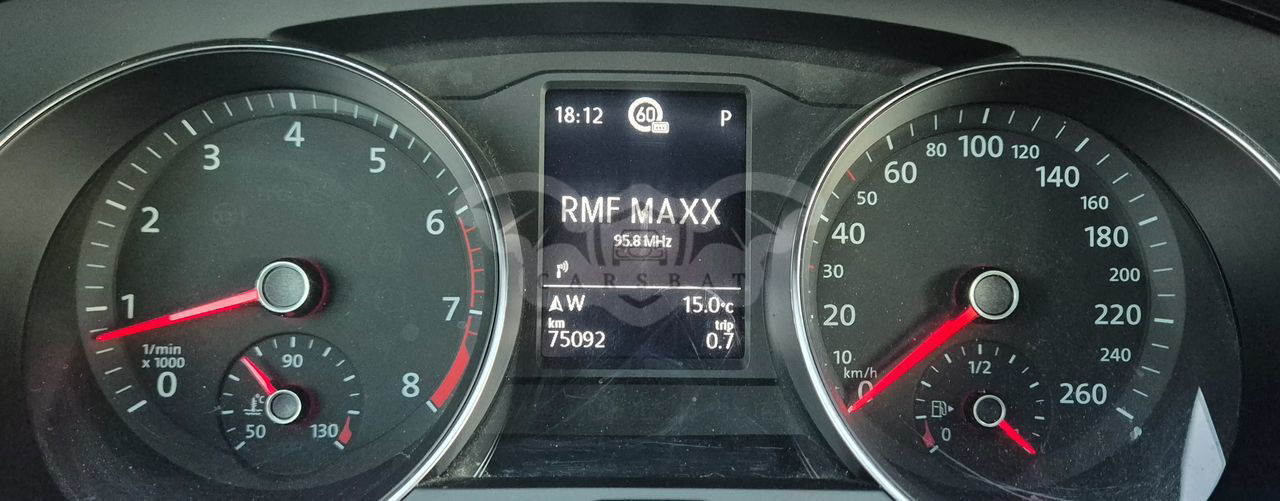 1/min
x 1000
0
1
2
3
4
5
6
7
8
°C
50
90
130
18:12
60
P
RMF MAXX
95.8 MHz
CARSBAT
W
15.0°C
km
trip
75092
0.7
km/h
0
10
20
30
40
50
60
80
100
120
140
160
180
200
220
240
260
0
1/2